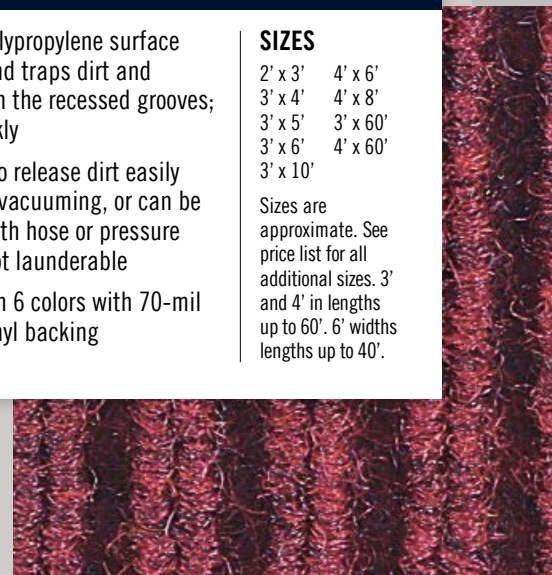 lypropylene surface
d traps dirt and
the recessed grooves;
kly
o release dirt easily
vacuuming, or can be
th hose or pressure
t launderable
6 colors with 70-mil
yl backing
SIZES
2’ x 3’ 4’ x 6’
3’ x 4’ 4’ x 8’
3’ x 5’ 3’ x 60’
3’ x 6’ 4’ x 60’
3’ x 10’
Sizes are
approximate. See
price list for all
additional sizes. 3’
and 4’ in lengths
up to 60’. 6’ widths
lengths up to 40’.